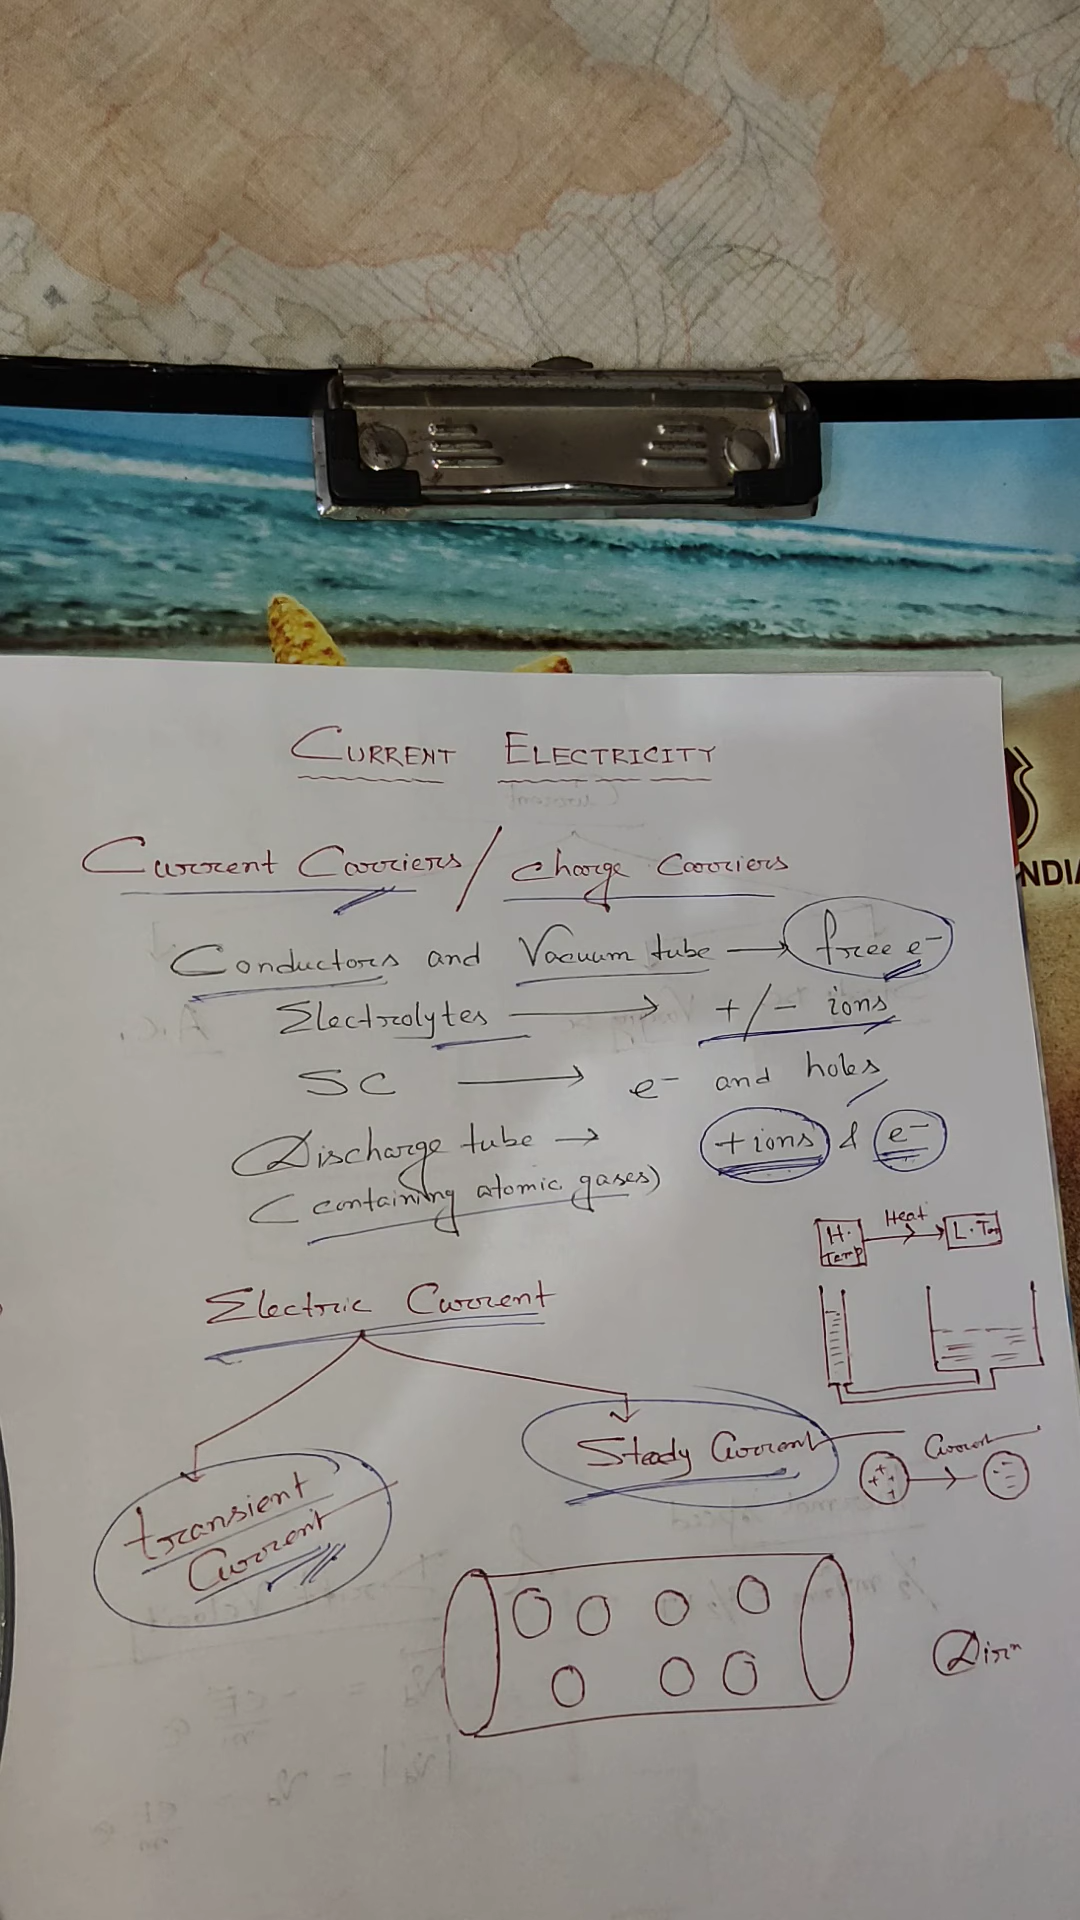 CURRENT ELECTRICITY
Current Carriers / Charge Carriers
Conductors and Vacuum tube → free e⁻
Electrolytes → +/- ions
SC → e⁻ and holes
Discharge tube → + ions & e⁻
(containing atomic gases)
H. Temp Heat → L. Tem
Electric Current
Steady Current
Current
+ + + +
- - -
transient
Current
Dirⁿ
NDIA